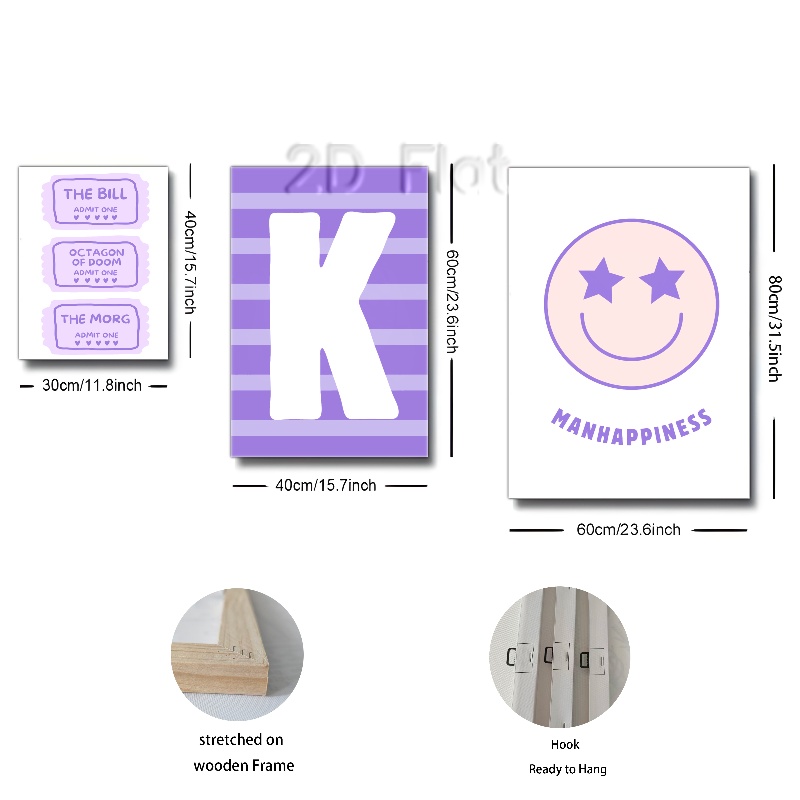 2D Flat
THE BILL
ADMIT ONE
OCTAGON
OF DOOM
ADMIT ONE
THE MORG
ADMIT ONE
40cm/15.7inch
30cm/11.8inch
K
60cm/23.6inch
40cm/15.7inch
MANHAPPINESS
80cm/31.5inch
60cm/23.6inch
stretched on
wooden Frame
Hook
Ready to Hang